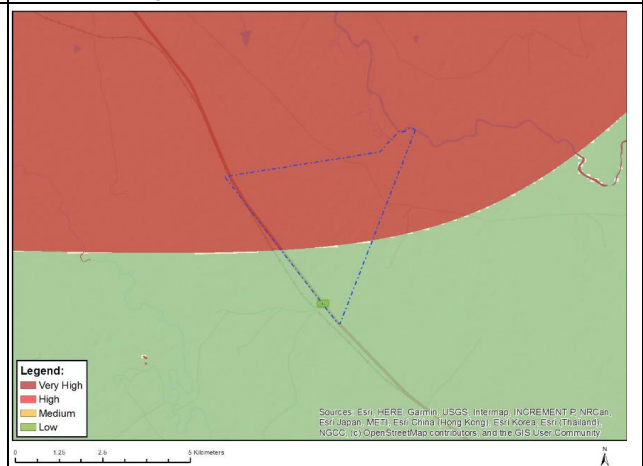 Legend:
Very High
High
Medium
Low
Sources: Esri, HERE, Garmin, USGS, Intermap, INCREMENT P, NRCan,
Esri Japan, METI, Esri China (Hong Kong), Esri Korea, Esri (Thailand),
NGCC, (c) OpenStreetMap contributors, and the GIS User Community
0 1.25 2.5 5 Kilometers
N